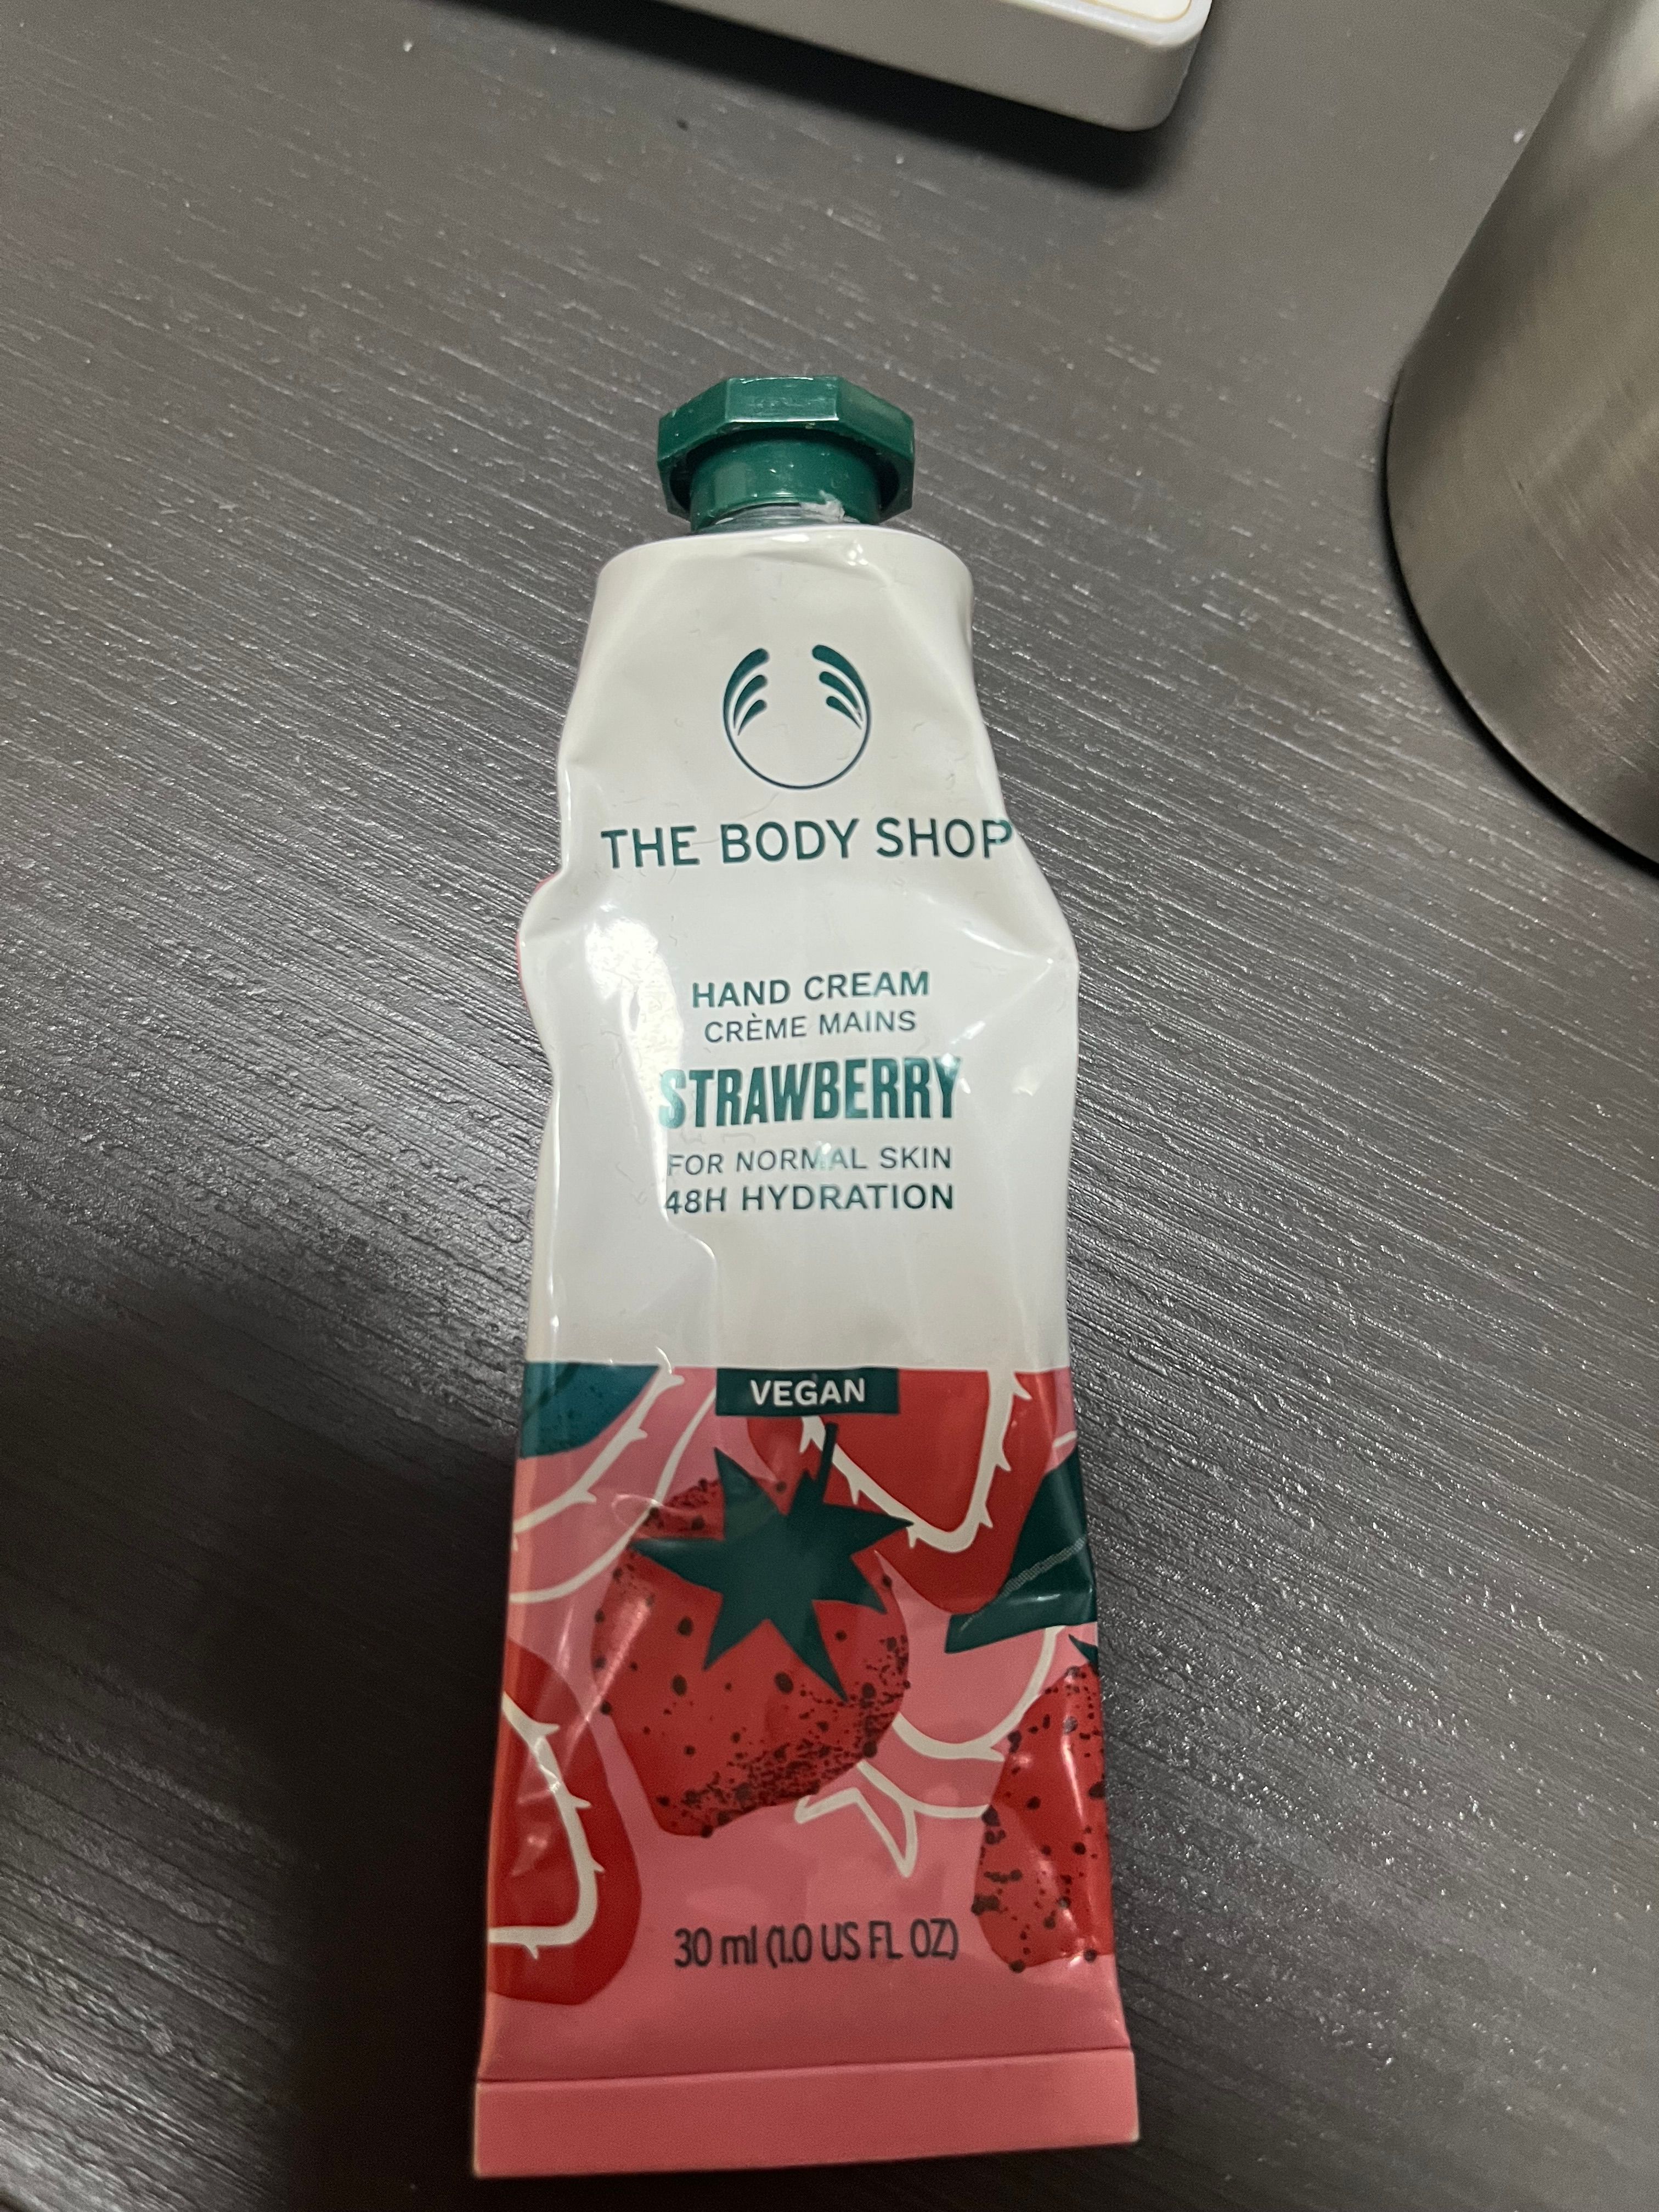 THE BODY SHOP
HAND CREAM
CRÈME MAINS
STRAWBERRY
FOR NORMAL SKIN
48H HYDRATION
VEGAN
30 ml (1.0 US FL OZ)